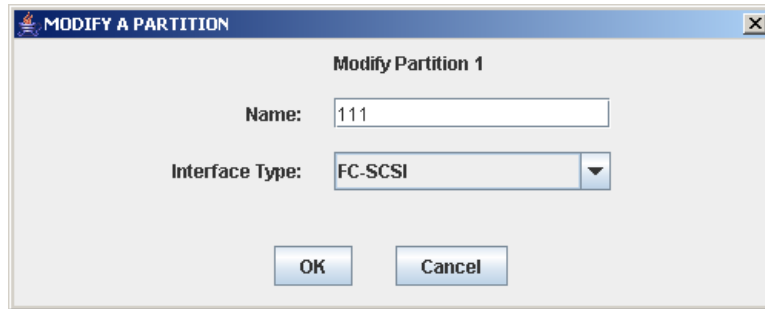 MODIFY A PARTITION
Modify Partition 1
Name: 111
Interface Type: FC-SCSI
OK Cancel